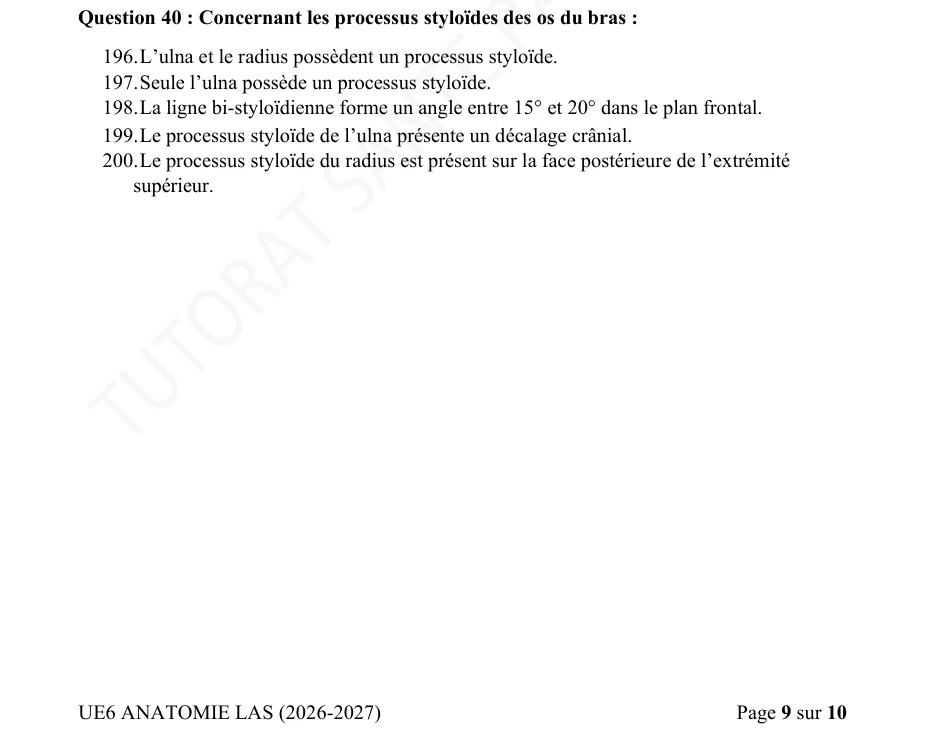 Question 40 : Concernant les processus styloïdes des os du bras :
196.L’ulna et le radius possèdent un processus styloïde.
197.Seule l’ulna possède un processus styloïde.
198.La ligne bi-styloïdienne forme un angle entre 15° et 20° dans le plan frontal.
199.Le processus styloïde de l’ulna présente un décalage crânial.
200.Le processus styloïde du radius est présent sur la face postérieure de l’extrémité
supérieur.
TUTORAT SANTE
UE6 ANATOMIE LAS (2026-2027)
Page 9 sur 10